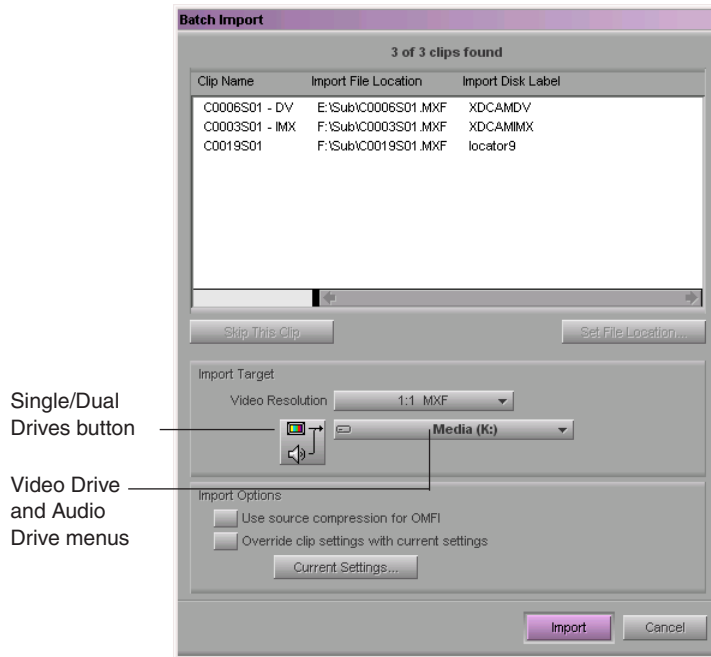 Batch Import
3 of 3 clips found
Clip Name Import File Location Import Disk Label
C0006S01 - DV E:\Sub\C0006S01.MXF XDCAMDV
C0003S01 - IMX F:\Sub\C0003S01.MXF XDCAMIMX
C0019S01 F:\Sub\C0019S01.MXF locator9
Skip This Clip Set File Location...
Import Target
Video Resolution 1:1 MXF
Single/Dual
Drives button
Media (K:)
Video Drive
and Audio
Drive menus
Import Options
Use source compression for OMFI
Override clip settings with current settings
Current Settings...
Import Cancel